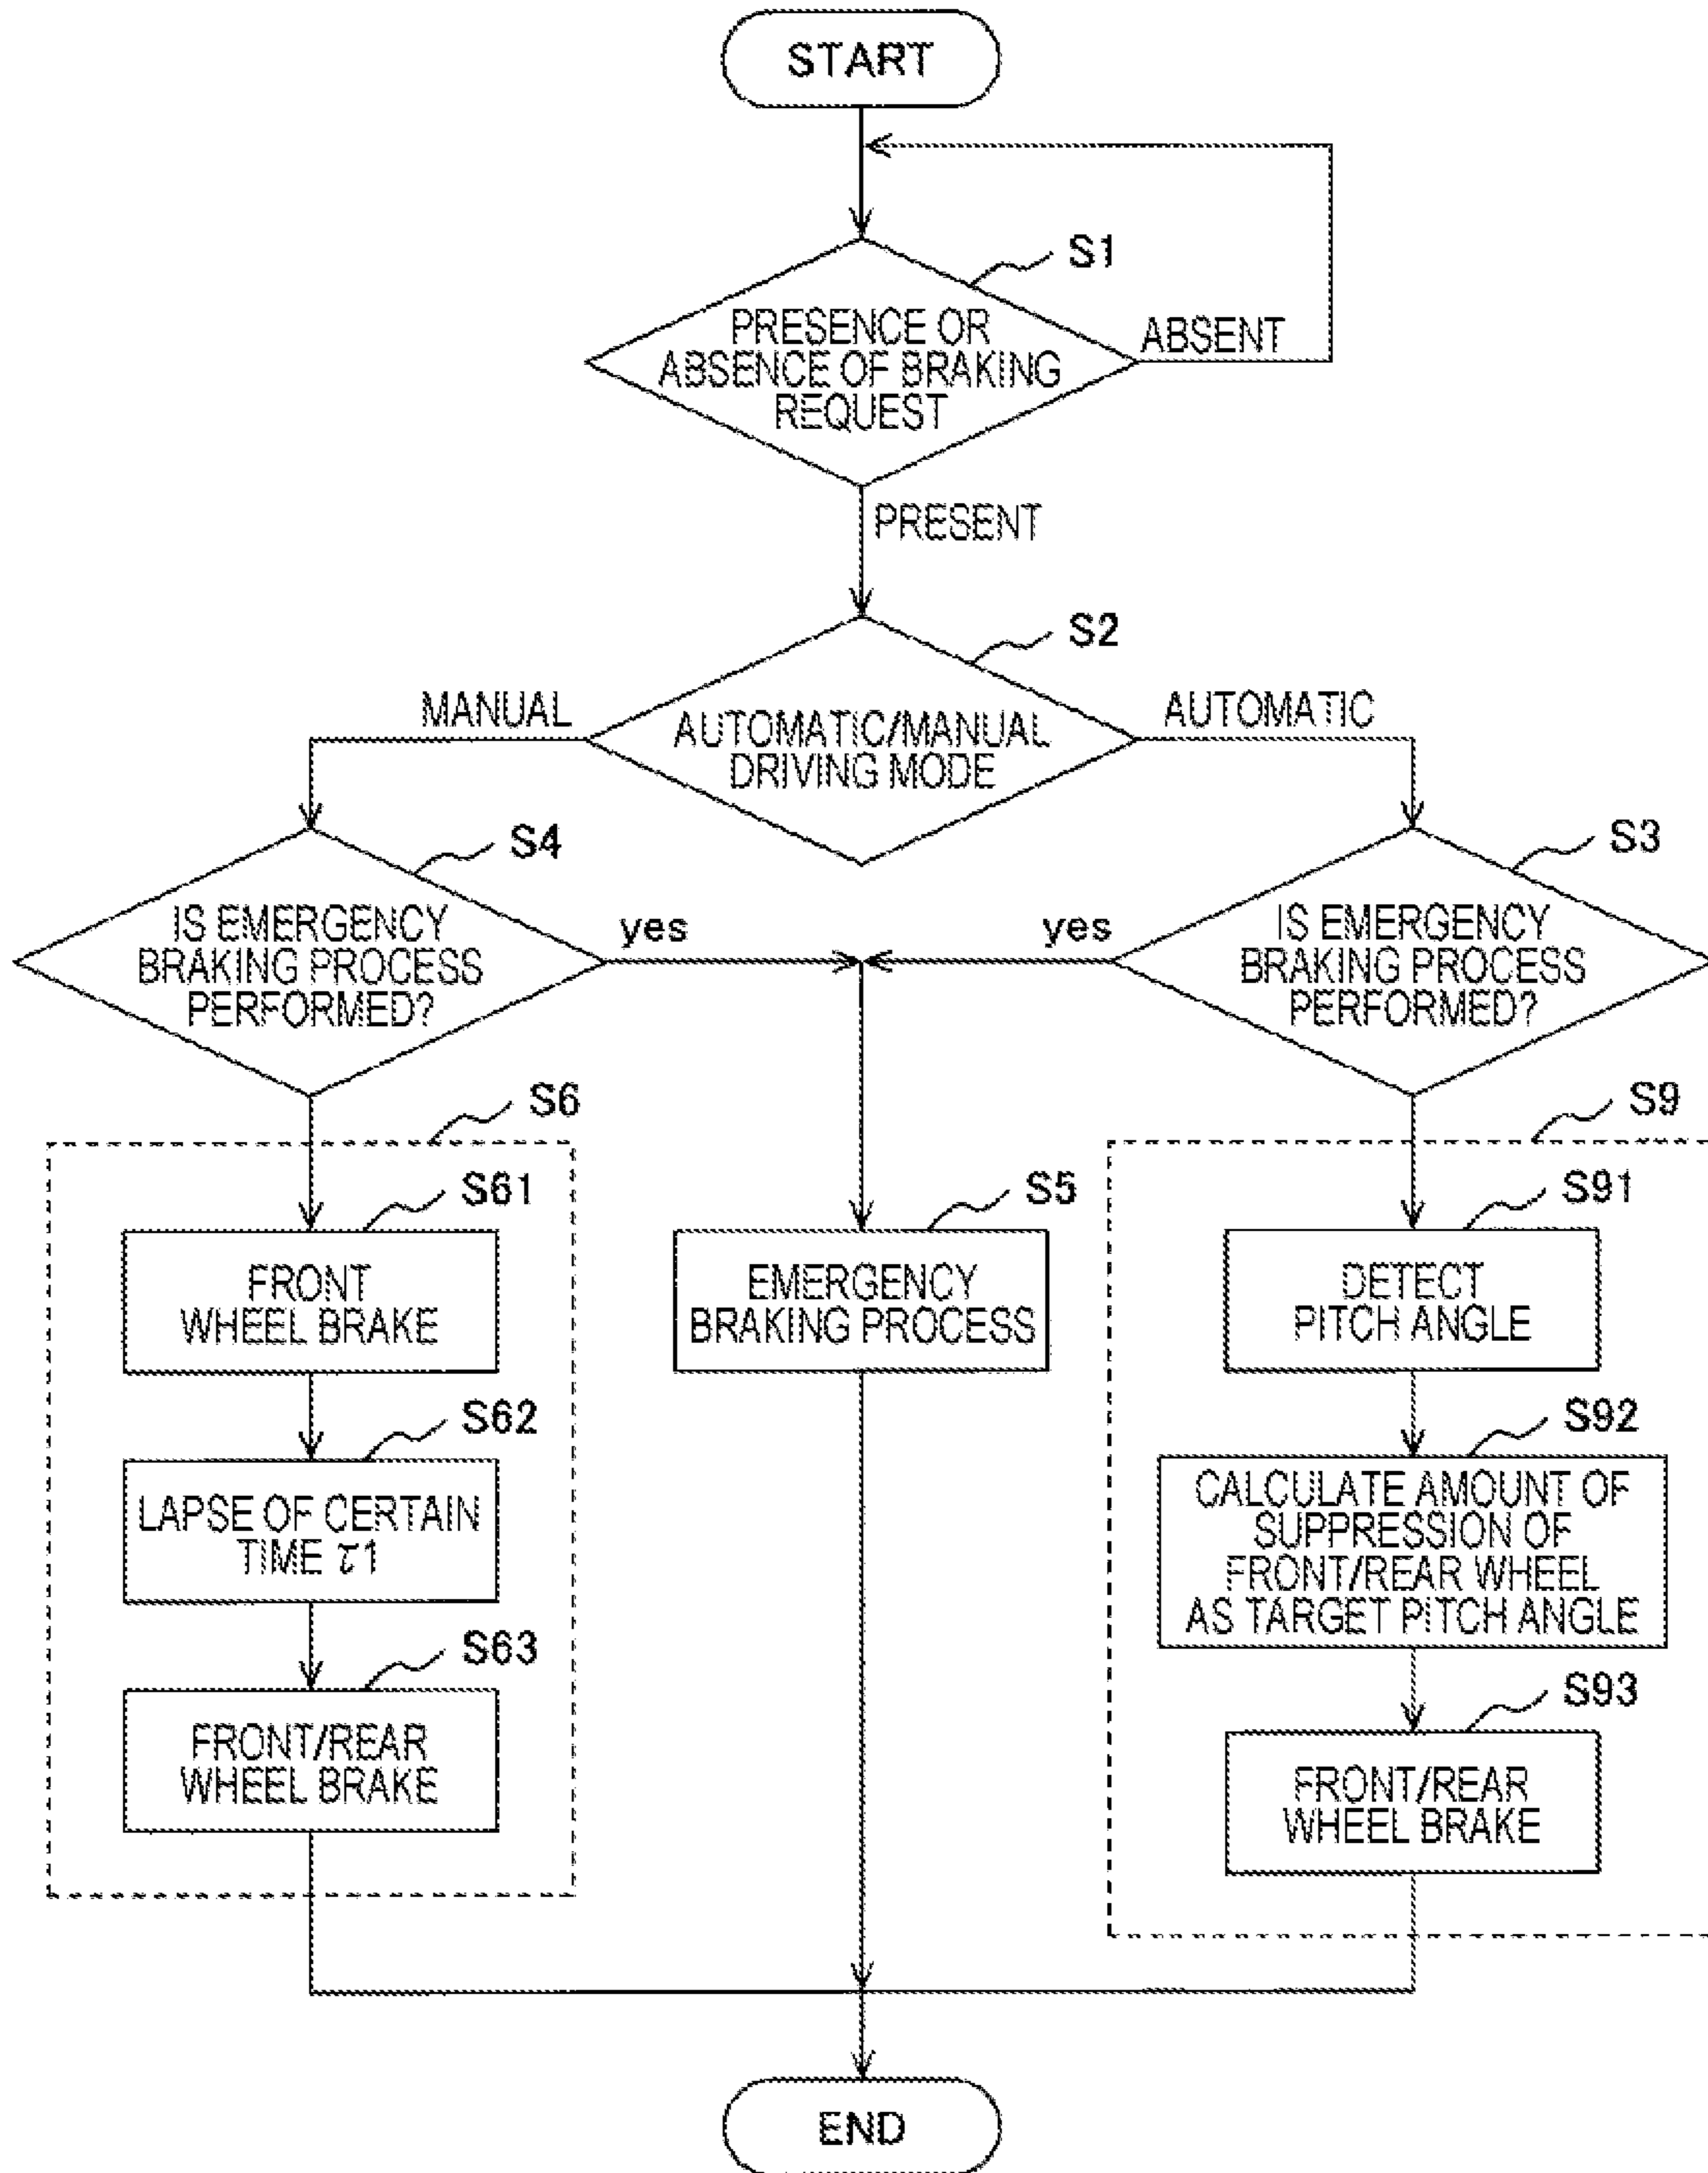 START
S1
PRESENCE OR
ABSENCE OF BRAKING
REQUEST
ABSENT
PRESENT
S2
AUTOMATIC/MANUAL
DRIVING MODE
MANUAL
AUTOMATIC
S4
IS EMERGENCY
BRAKING PROCESS
PERFORMED?
yes
S3
IS EMERGENCY
BRAKING PROCESS
PERFORMED?
yes
S6
S61
FRONT
WHEEL BRAKE
S62
LAPSE OF CERTAIN
TIME τ1
S63
FRONT/REAR
WHEEL BRAKE
S5
EMERGENCY
BRAKING PROCESS
S9
S91
DETECT
PITCH ANGLE
S92
CALCULATE AMOUNT OF
SUPPRESSION OF
FRONT/REAR WHEEL
AS TARGET PITCH ANGLE
S93
FRONT/REAR
WHEEL BRAKE
END